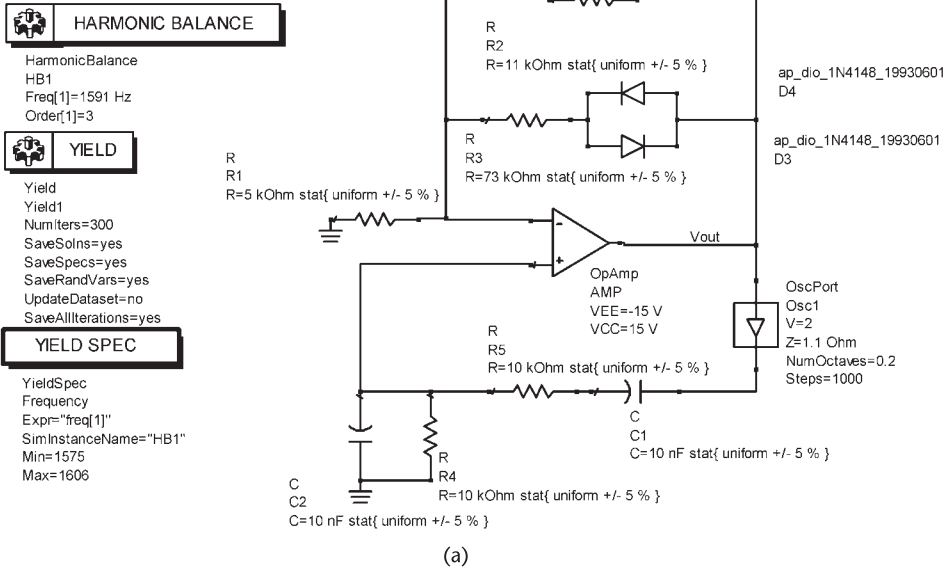 HARMONIC BALANCE
HarmonicBalance
HB1
Freq[1]=1591 Hz
Order[1]=3
YIELD
Yield
Yield1
NumIters=300
SaveSolns=yes
SaveSpecs=yes
SaveRandVars=yes
UpdateDataset=no
SaveAllIterations=yes
YIELD SPEC
YieldSpec
Frequency
Expr="freq[1]"
SimInstanceName="HB1"
Min=1575
Max=1606
R
R2
R=11 kOhm stat{ uniform +/- 5 % }
ap_dio_1N4148_19930601
D4
ap_dio_1N4148_19930601
D3
R
R3
R=73 kOhm stat{ uniform +/- 5 % }
R
R1
R=5 kOhm stat{ uniform +/- 5 % }
-
+
Vout
OpAmp
AMP
VEE=-15 V
VCC=15 V
OscPort
Osc1
V=2
Z=1.1 Ohm
NumOctaves=0.2
Steps=1000
R
R5
R=10 kOhm stat{ uniform +/- 5 % }
C
C1
C=10 nF stat{ uniform +/- 5 % }
R
R4
R=10 kOhm stat{ uniform +/- 5 % }
C
C2
C=10 nF stat{ uniform +/- 5 % }
(a)